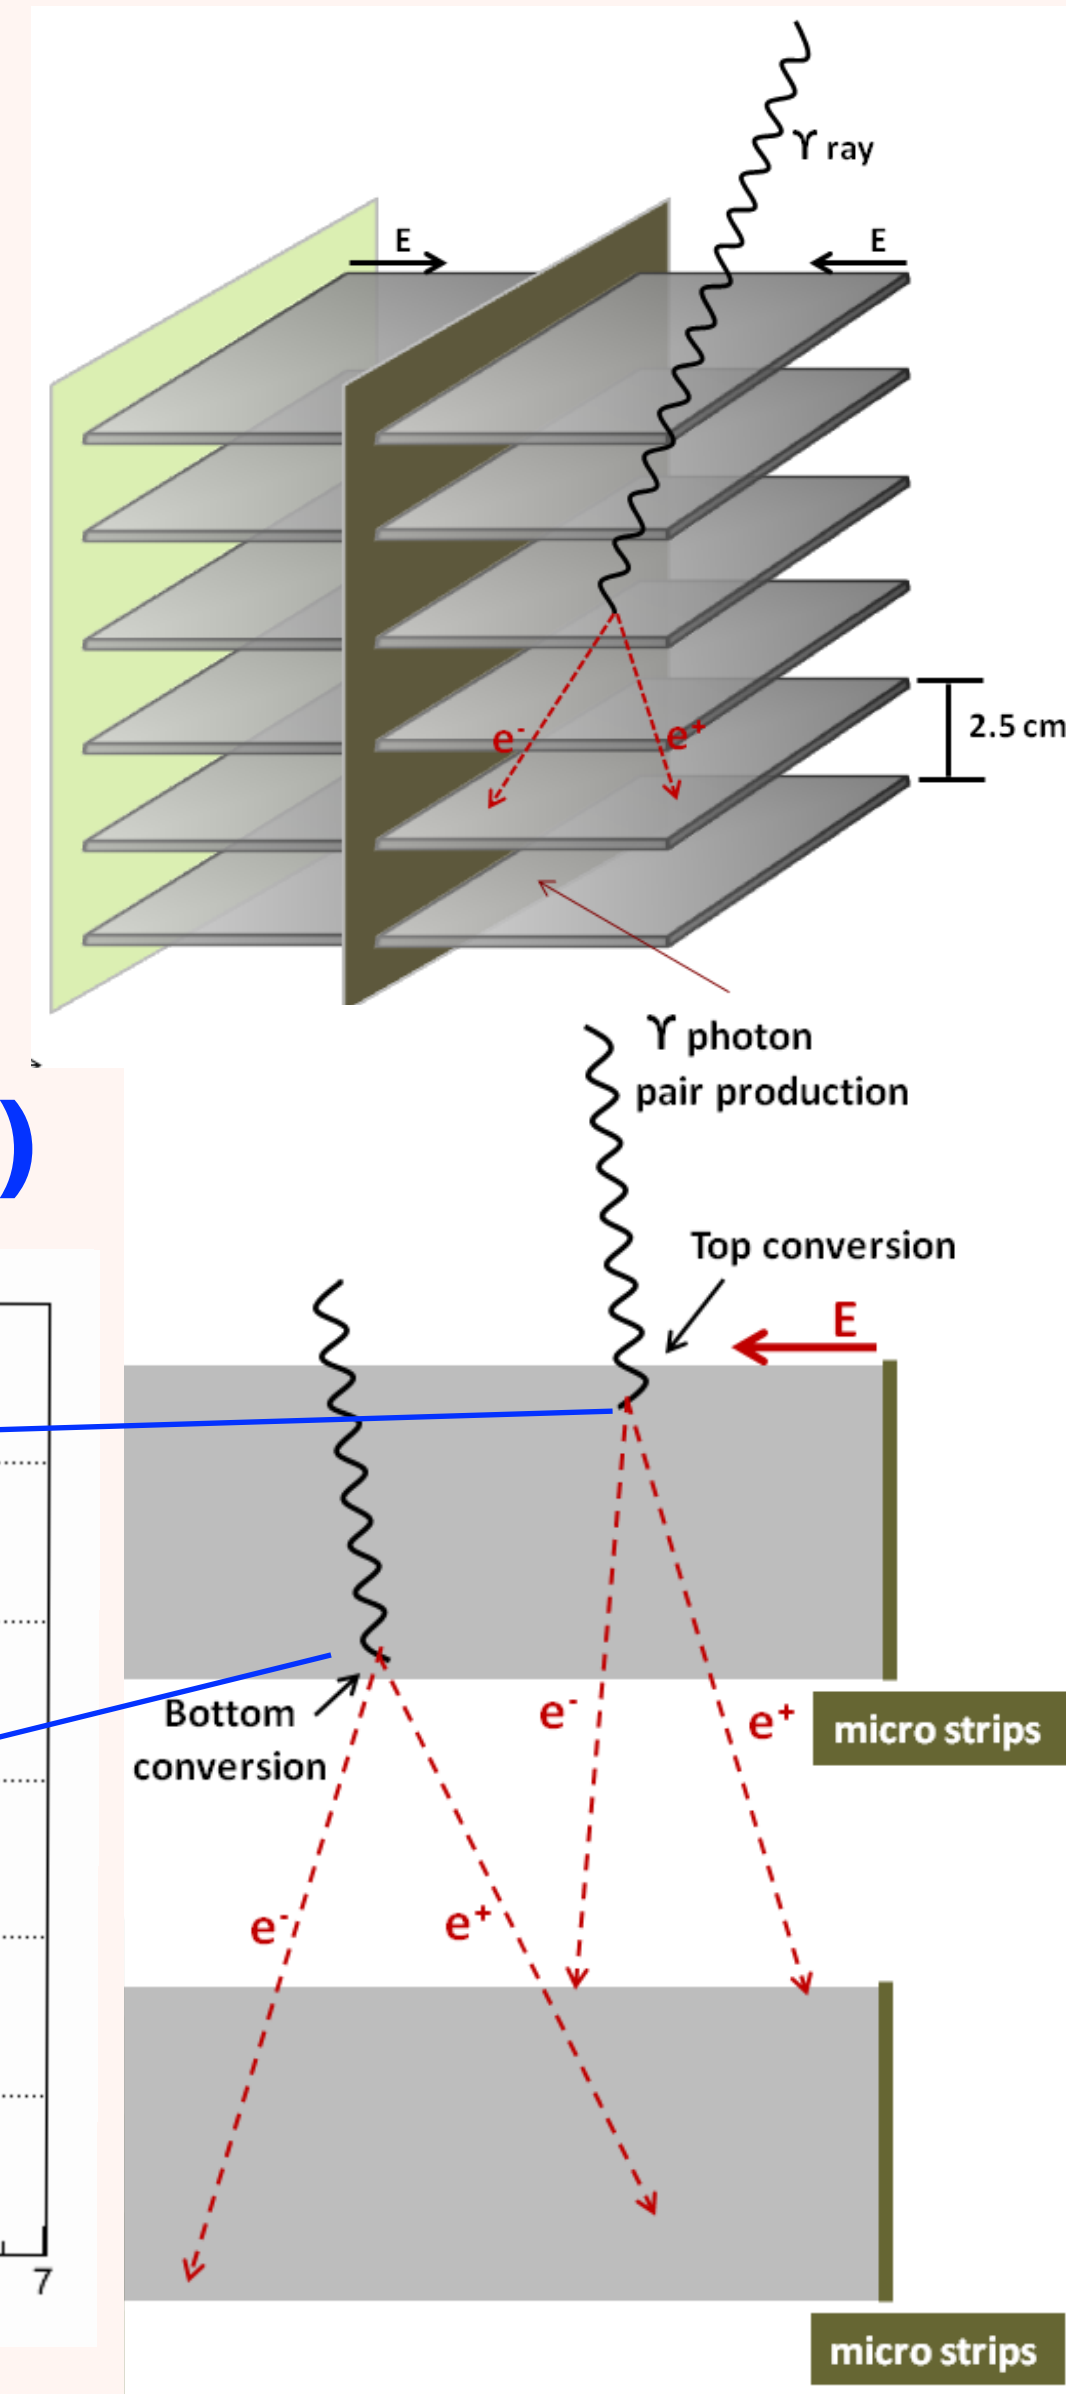 ϒ ray
E
E
e-
e+
2.5 cm
ϒ photon
pair production
)
Top conversion
E
Bottom
conversion
e-
e+
micro strips
e-
e+
7
micro strips